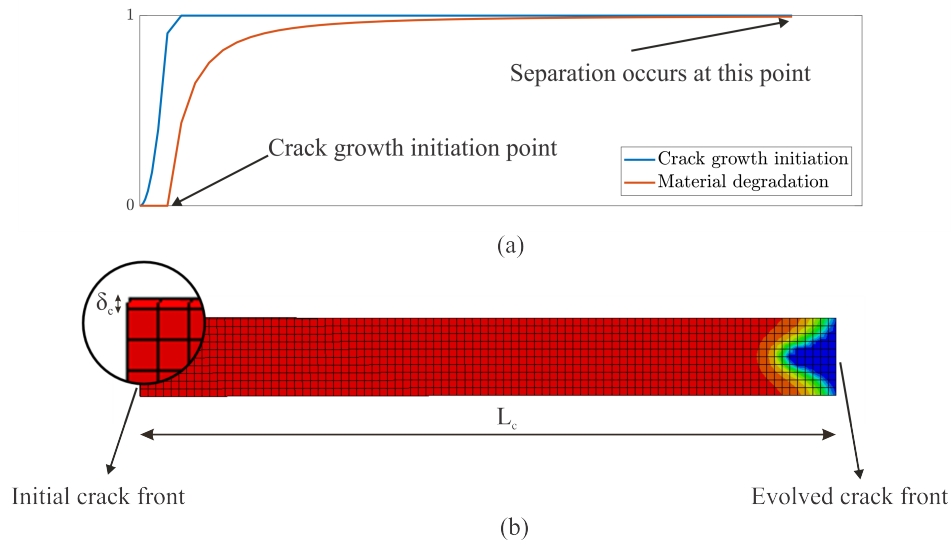 1
Separation occurs at this point
Crack growth initiation point
Crack growth initiation
Material degradation
0
(a)
δc
Lc
Initial crack front
Evolved crack front
(b)